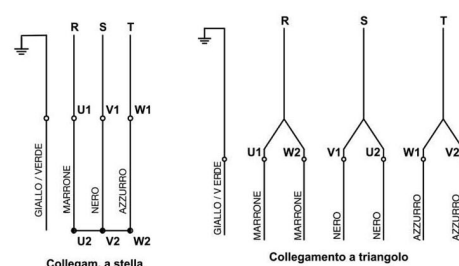 R S T
U1 V1 W1
GIALLO / VERDE
MARRONE
NERO
AZZURRO
U2 V2 W2
Collegam. a stella
R S T
U1 W2 V1 U2 W1 V2
GIALLO / VERDE
MARRONE
MARRONE
NERO
NERO
AZZURRO
AZZURRO
Collegamento a triangolo